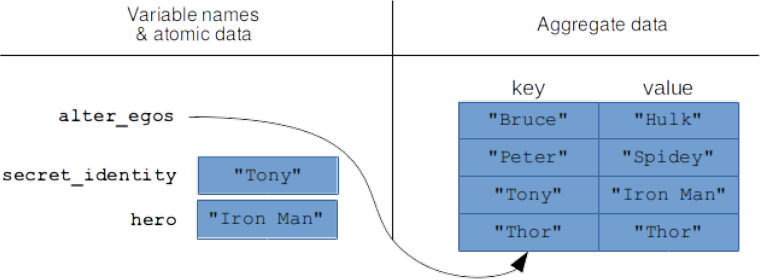 Variable names
& atomic data
Aggregate data
key value
alter_egos
"Bruce" "Hulk"
"Peter" "Spidey"
secret_identity "Tony"
"Tony" "Iron Man"
hero "Iron Man"
"Thor" "Thor"